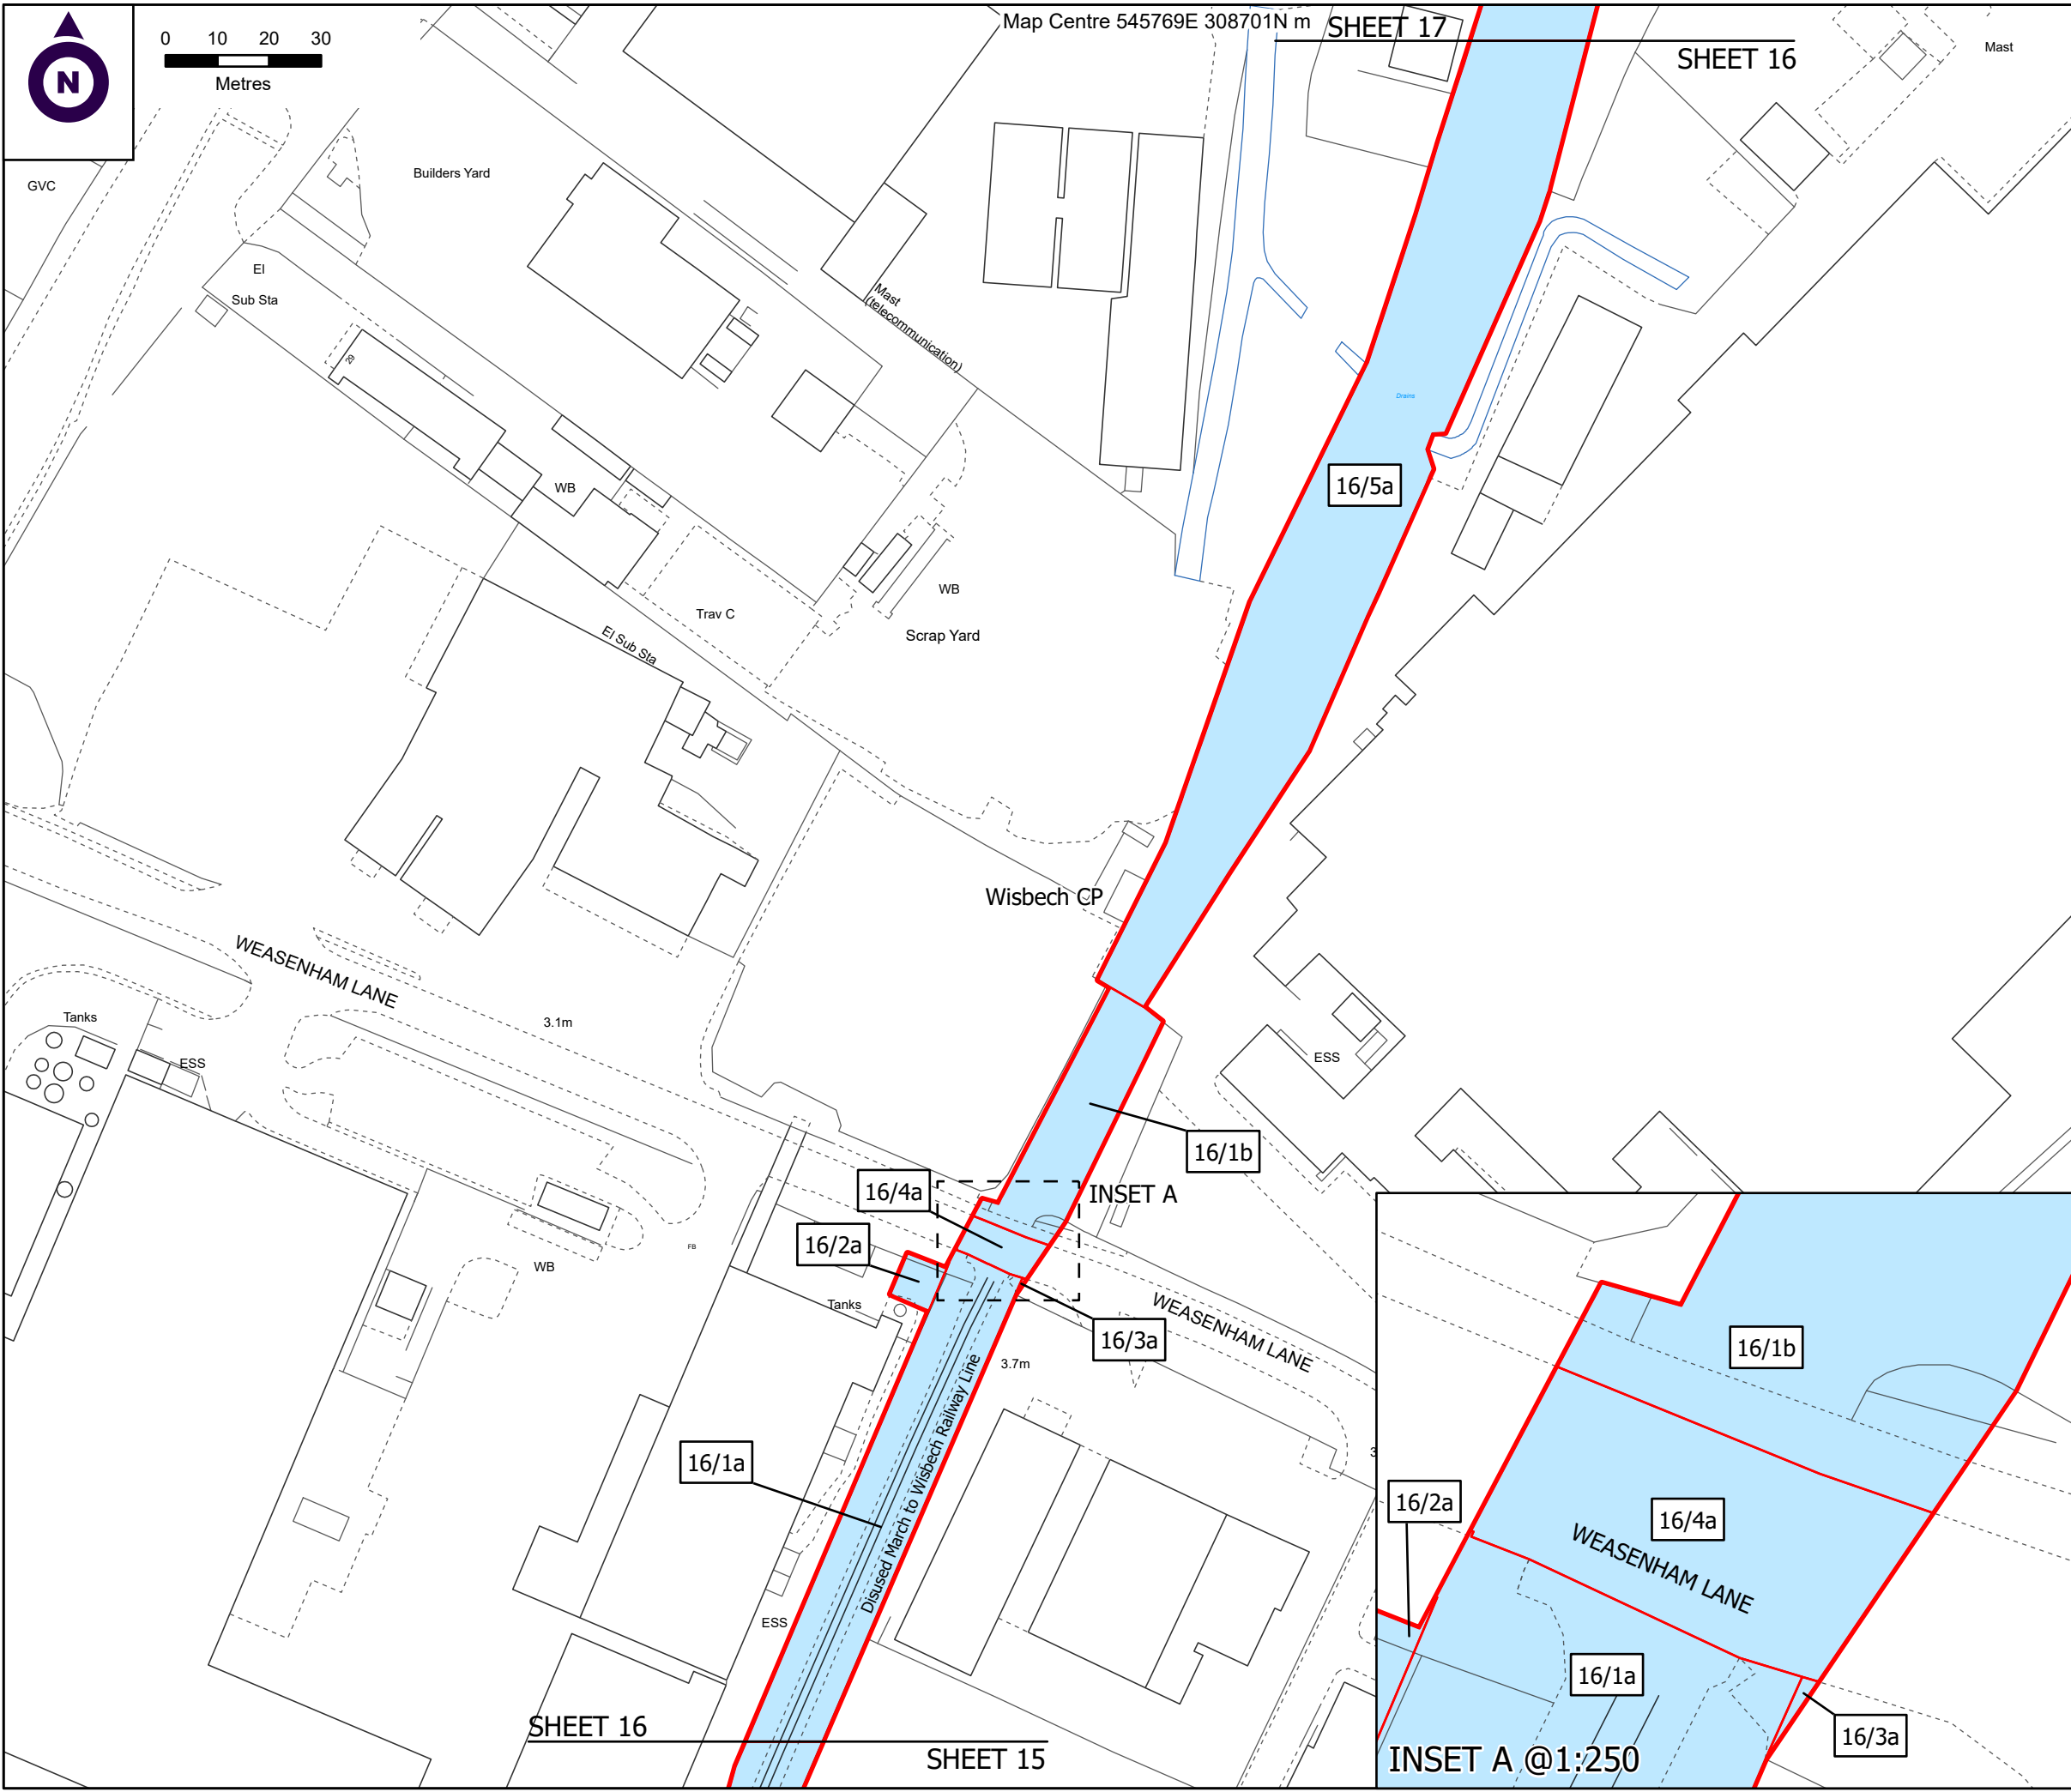 Map Centre 545769E 308701N m
SHEET 17
SHEET 16
N
0 10 20 30
Metres
Mast
GVC
Builders Yard
El
Sub Sta
29
Mast
(telecommunication)
Drains
16/5a
WB
WB
Trav C
Scrap Yard
El Sub Sta
Wisbech CP
WEASENHAM LANE
Tanks
3.1m
ESS
ESS
16/1b
16/4a
INSET A
16/2a
FB
WB
Tanks
WEASENHAM LANE
16/3a
3.7m
16/1a
Disused March to Wisbech Railway Line
ESS
SHEET 16
SHEET 15
16/1b
16/2a
16/4a
WEASENHAM LANE
16/1a
16/3a
INSET A @1:250